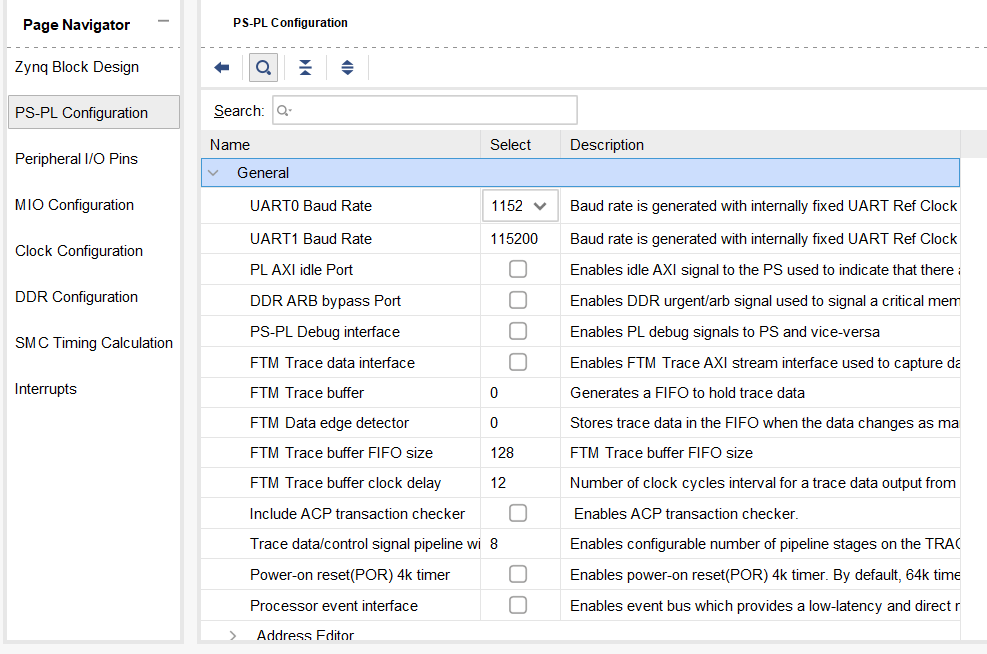 Page Navigator
Zynq Block Design
PS-PL Configuration
Peripheral I/O Pins
MIO Configuration
Clock Configuration
DDR Configuration
SMC Timing Calculation
Interrupts
PS-PL Configuration
Search:
Name Select Description
General
UART0 Baud Rate 1152 Baud rate is generated with internally fixed UART Ref Clock
UART1 Baud Rate 115200 Baud rate is generated with internally fixed UART Ref Clock
PL AXI idle Port Enables idle AXI signal to the PS used to indicate that there
DDR ARB bypass Port Enables DDR urgent/arb signal used to signal a critical mem
PS-PL Debug interface Enables PL debug signals to PS and vice-versa
FTM Trace data interface Enables FTM Trace AXI stream interface used to capture da
FTM Trace buffer 0 Generates a FIFO to hold trace data
FTM Data edge detector 0 Stores trace data in the FIFO when the data changes as ma
FTM Trace buffer FIFO size 128 FTM Trace buffer FIFO size
FTM Trace buffer clock delay 12 Number of clock cycles interval for a trace data output from
Include ACP transaction checker Enables ACP transaction checker.
Trace data/control signal pipeline wi 8 Enables configurable number of pipeline stages on the TRAC
Power-on reset(POR) 4k timer Enables power-on reset(POR) 4k timer. By default, 64k time
Processor event interface Enables event bus which provides a low-latency and direct
Address Editor